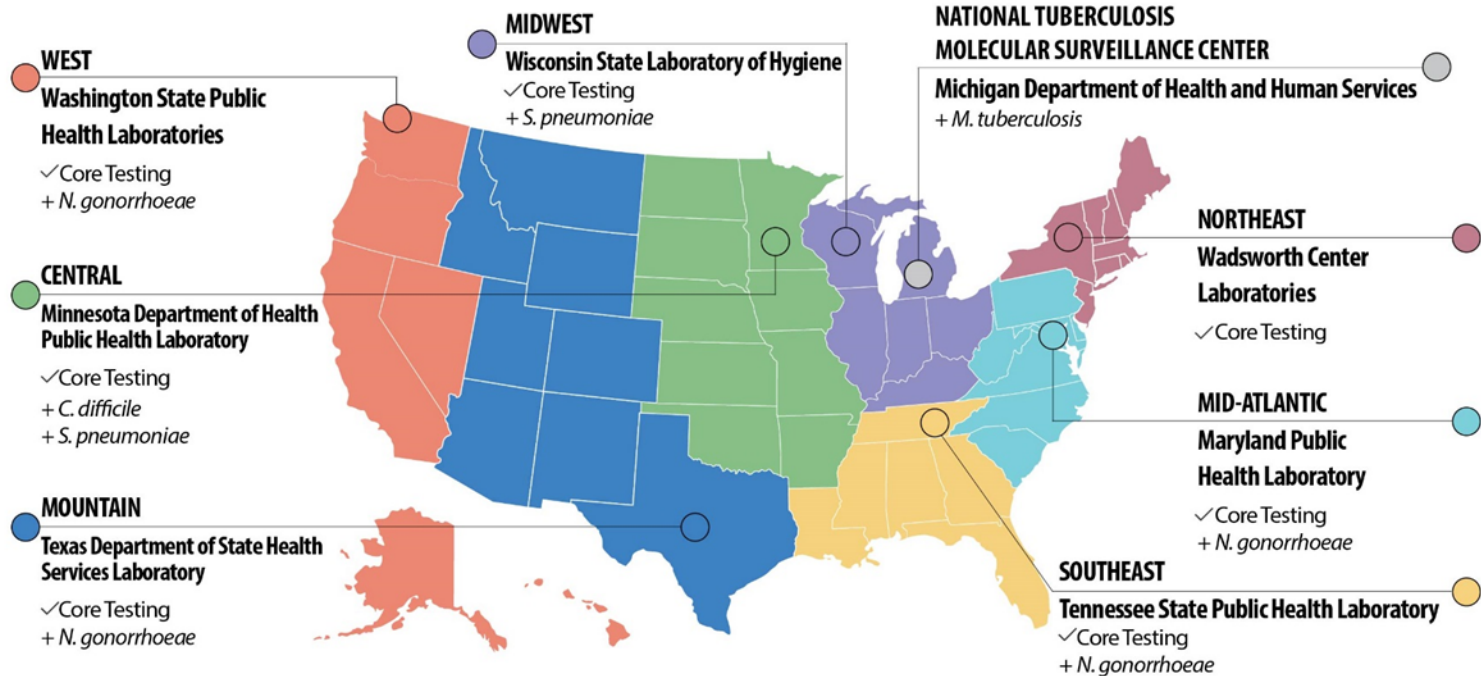 WEST
Washington State Public
Health Laboratories
✓Core Testing
+ N. gonorrhoeae
CENTRAL
Minnesota Department of Health
Public Health Laboratory
✓Core Testing
+ C. difficile
+ S. pneumoniae
MOUNTAIN
Texas Department of State Health
Services Laboratory
✓Core Testing
+ N. gonorrhoeae
MIDWEST
Wisconsin State Laboratory of Hygiene
✓Core Testing
+ S. pneumoniae
NATIONAL TUBERCULOSIS
MOLECULAR SURVEILLANCE CENTER
Michigan Department of Health and Human Services
+ M. tuberculosis
NORTHEAST
Wadsworth Center
Laboratories
✓Core Testing
MID-ATLANTIC
Maryland Public
Health Laboratory
✓Core Testing
+ N. gonorrhoeae
SOUTHEAST
Tennessee State Public Health Laboratory
✓Core Testing
+ N. gonorrhoeae